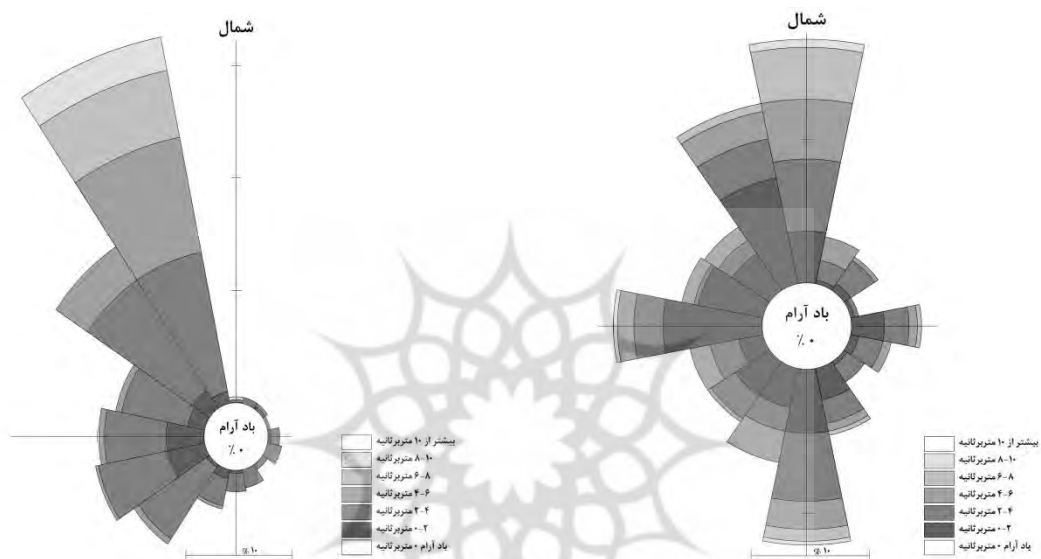 شمال
باد آرام
٪ ۰
بیشتر از ۱۰ متربرثانیه
۸-۱۰ متربرثانیه
۶-۸ متربرثانیه
۴-۶ متربرثانیه
۲-۴ متربرثانیه
۰-۲ متربرثانیه
باد آرام ۰ متربرثانیه
٪ ۱۰
شمال
باد آرام
٪ ۰
بیشتر از ۱۰ متربرثانیه
۸-۱۰ متربرثانیه
۶-۸ متربرثانیه
۴-۶ متربرثانیه
۲-۴ متربرثانیه
۰-۲ متربرثانیه
باد آرام ۰ متربرثانیه
٪ ۱۰